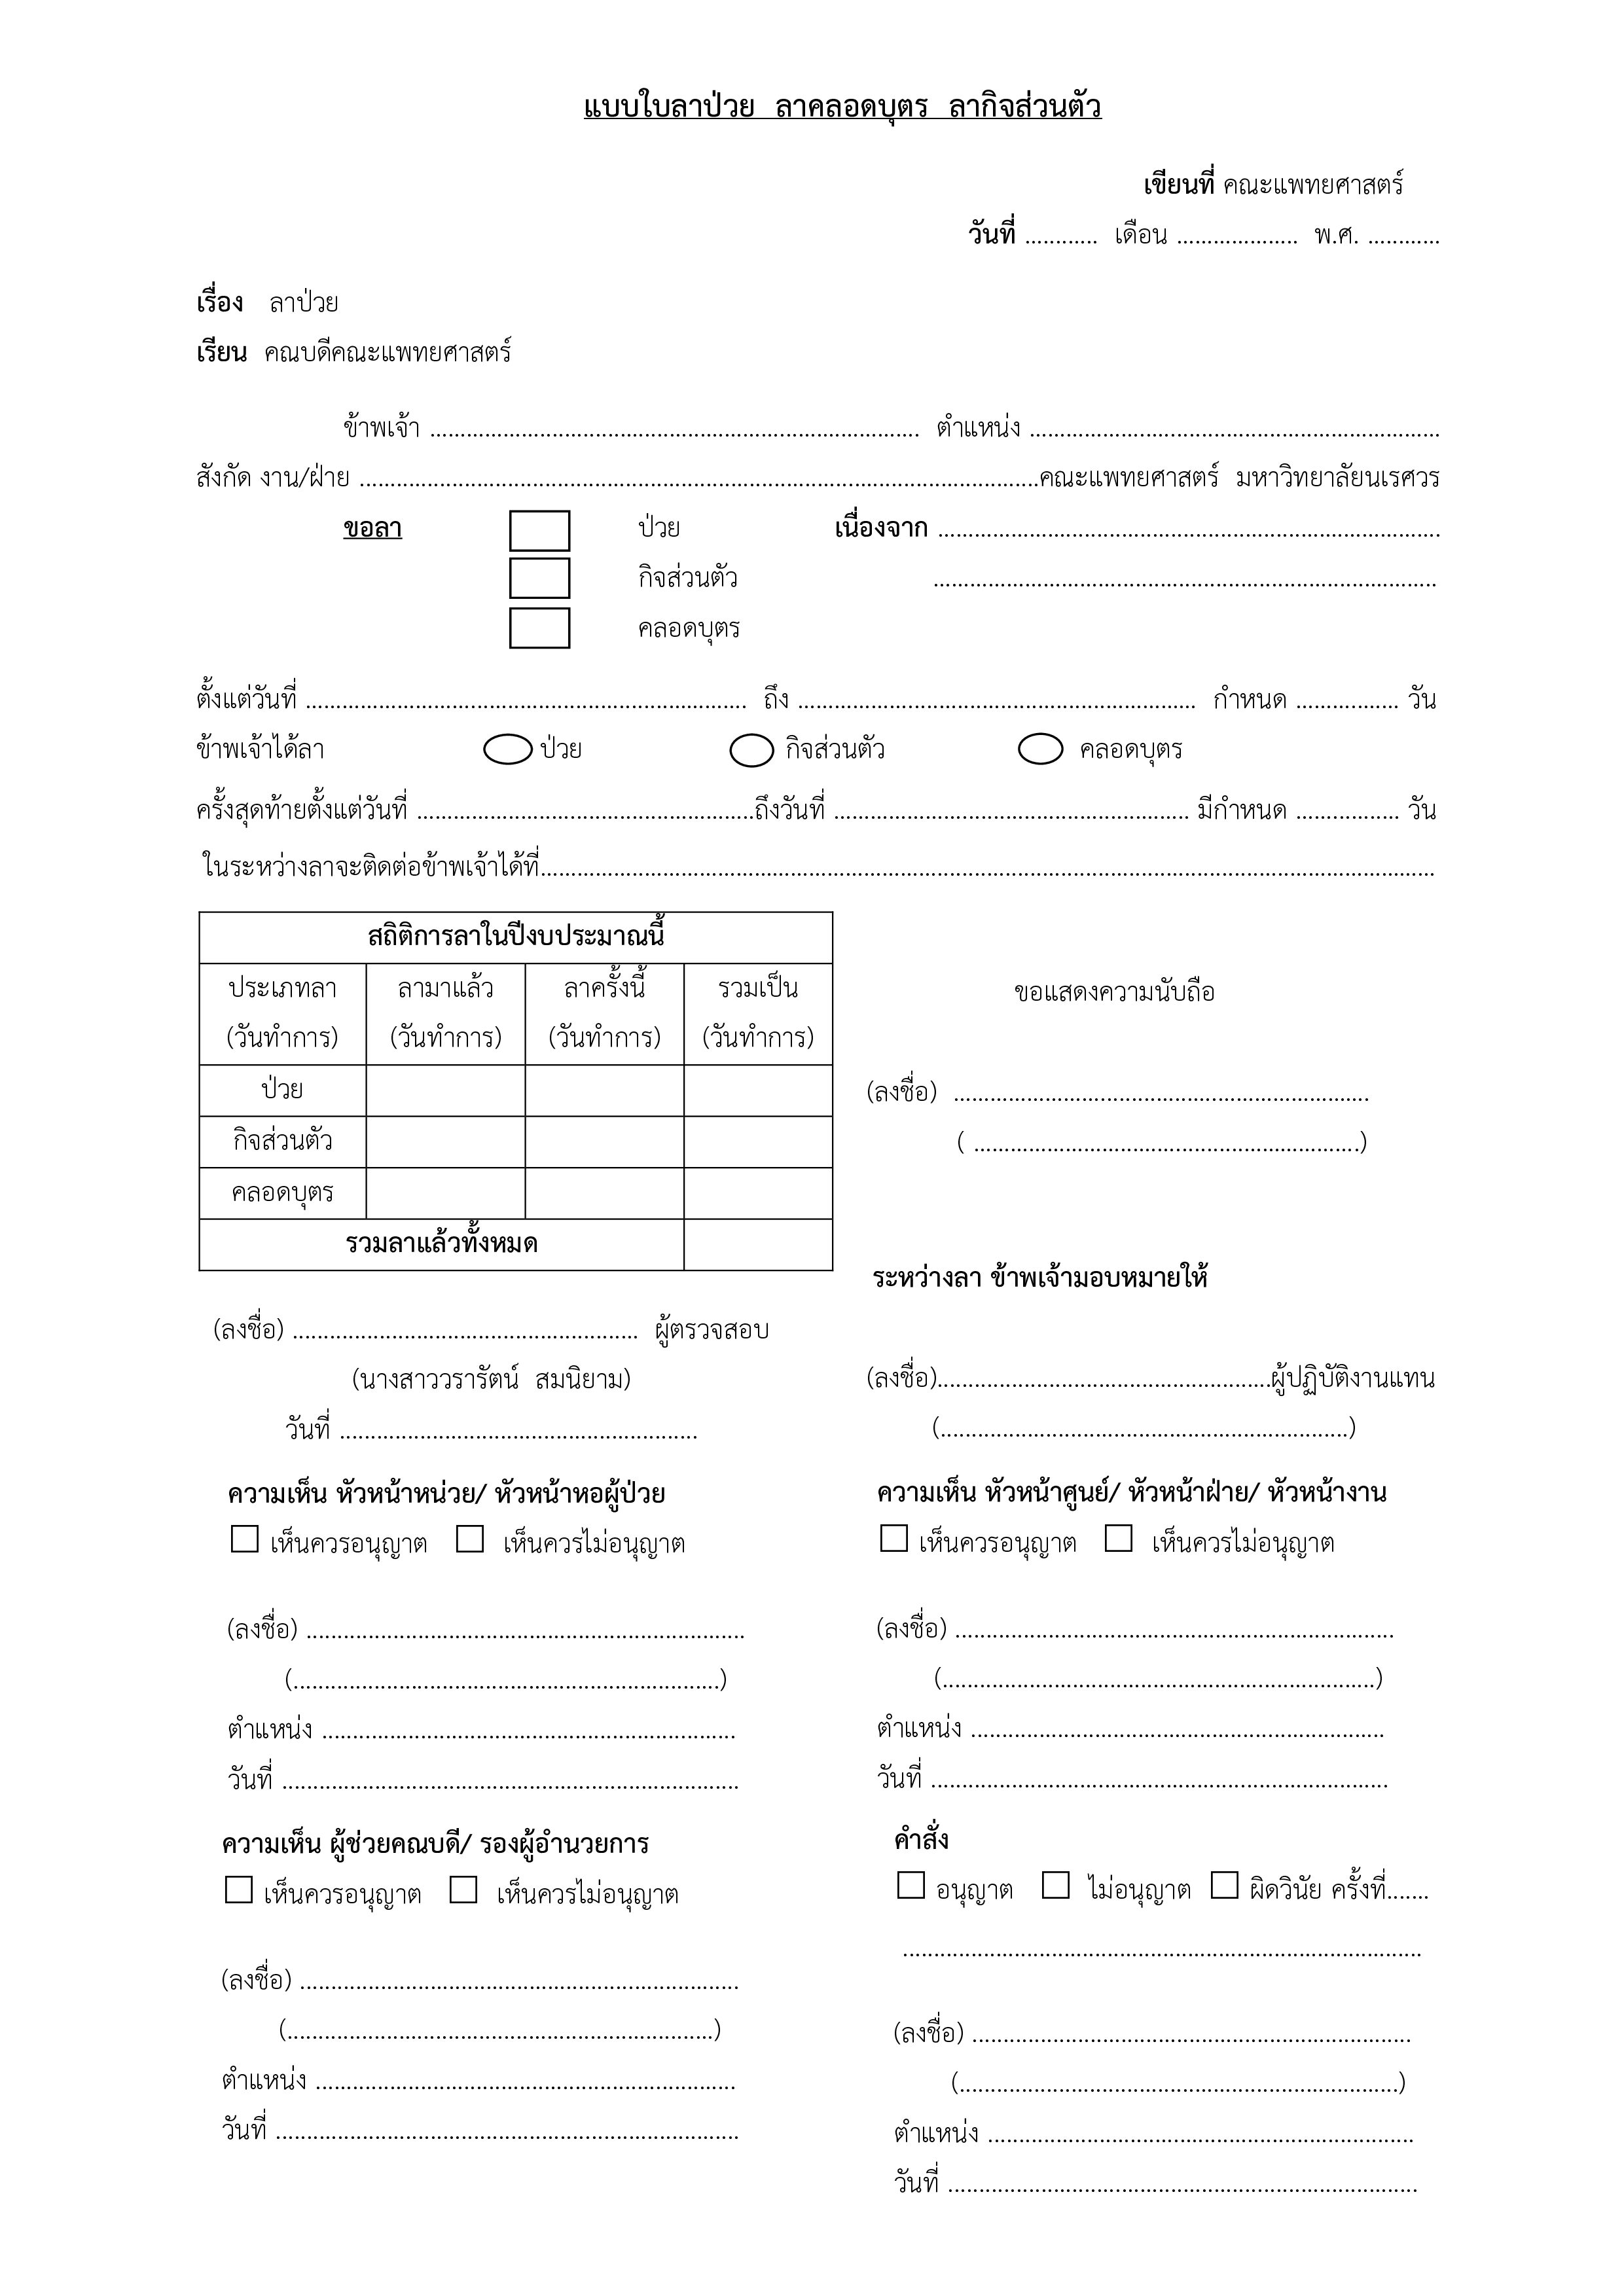 แบบใบลาป่วย ลาคลอดบุตร ลากิจส่วนตัว
เขียนที่ คณะแพทยศาสตร์
วันที่ ............ เดือน .................... พ.ศ. ............
เรื่อง ลาป่วย
เรียน คณบดีคณะแพทยศาสตร์
ข้าพเจ้า ................................................................................ ตำแหน่ง ...................................................................
สังกัด งาน/ฝ่าย ...............................................................................................................คณะแพทยศาสตร์ มหาวิทยาลัยนเรศวร
ขอลา ป่วย เนื่องจาก ..................................................................................
กิจส่วนตัว ..................................................................................
คลอดบุตร
ตั้งแต่วันที่ ........................................................................ ถึง ................................................................. กำหนด ................. วัน
ข้าพเจ้าได้ลา ป่วย กิจส่วนตัว คลอดบุตร
ครั้งสุดท้ายตั้งแต่วันที่ .......................................................ถึงวันที่ .......................................................... มีกำหนด ................. วัน
ในระหว่างลาจะติดต่อข้าพเจ้าได้ที่..................................................................................................................................................
สถิติการลาในปีงบประมาณนี้
ประเภทลา ลามาแล้ว ลาครั้งนี้ รวมเป็น
(วันทำการ) (วันทำการ) (วันทำการ) (วันทำการ)
ป่วย
กิจส่วนตัว
คลอดบุตร
รวมลาแล้วทั้งหมด
ขอแสดงความนับถือ
(ลงชื่อ) ....................................................................
( ...............................................................)
(ลงชื่อ) ......................................................... ผู้ตรวจสอบ
(นางสาววรารัตน์ สมนิยาม)
วันที่ ...........................................................
ระหว่างลา ข้าพเจ้ามอบหมายให้
(ลงชื่อ)......................................................ผู้ปฏิบัติงานแทน
(..................................................................)
ความเห็น หัวหน้าหน่วย/ หัวหน้าหอผู้ป่วย
เห็นควรอนุญาต เห็นควรไม่อนุญาต
(ลงชื่อ) .......................................................................
(.....................................................................)
ตำแหน่ง ...................................................................
วันที่ ..........................................................................
ความเห็น หัวหน้าศูนย์/ หัวหน้าฝ่าย/ หัวหน้างาน
เห็นควรอนุญาต เห็นควรไม่อนุญาต
(ลงชื่อ) .......................................................................
(......................................................................)
ตำแหน่ง ...................................................................
วันที่ ..........................................................................
ความเห็น ผู้ช่วยคณบดี/ รองผู้อำนวยการ
เห็นควรอนุญาต เห็นควรไม่อนุญาต
(ลงชื่อ) .......................................................................
(.....................................................................)
ตำแหน่ง ....................................................................
วันที่ ...........................................................................
คำสั่ง
อนุญาต ไม่อนุญาต ผิดวินัย ครั้งที่.......
....................................................................................
(ลงชื่อ) .......................................................................
(.......................................................................)
ตำแหน่ง .....................................................................
วันที่ ............................................................................